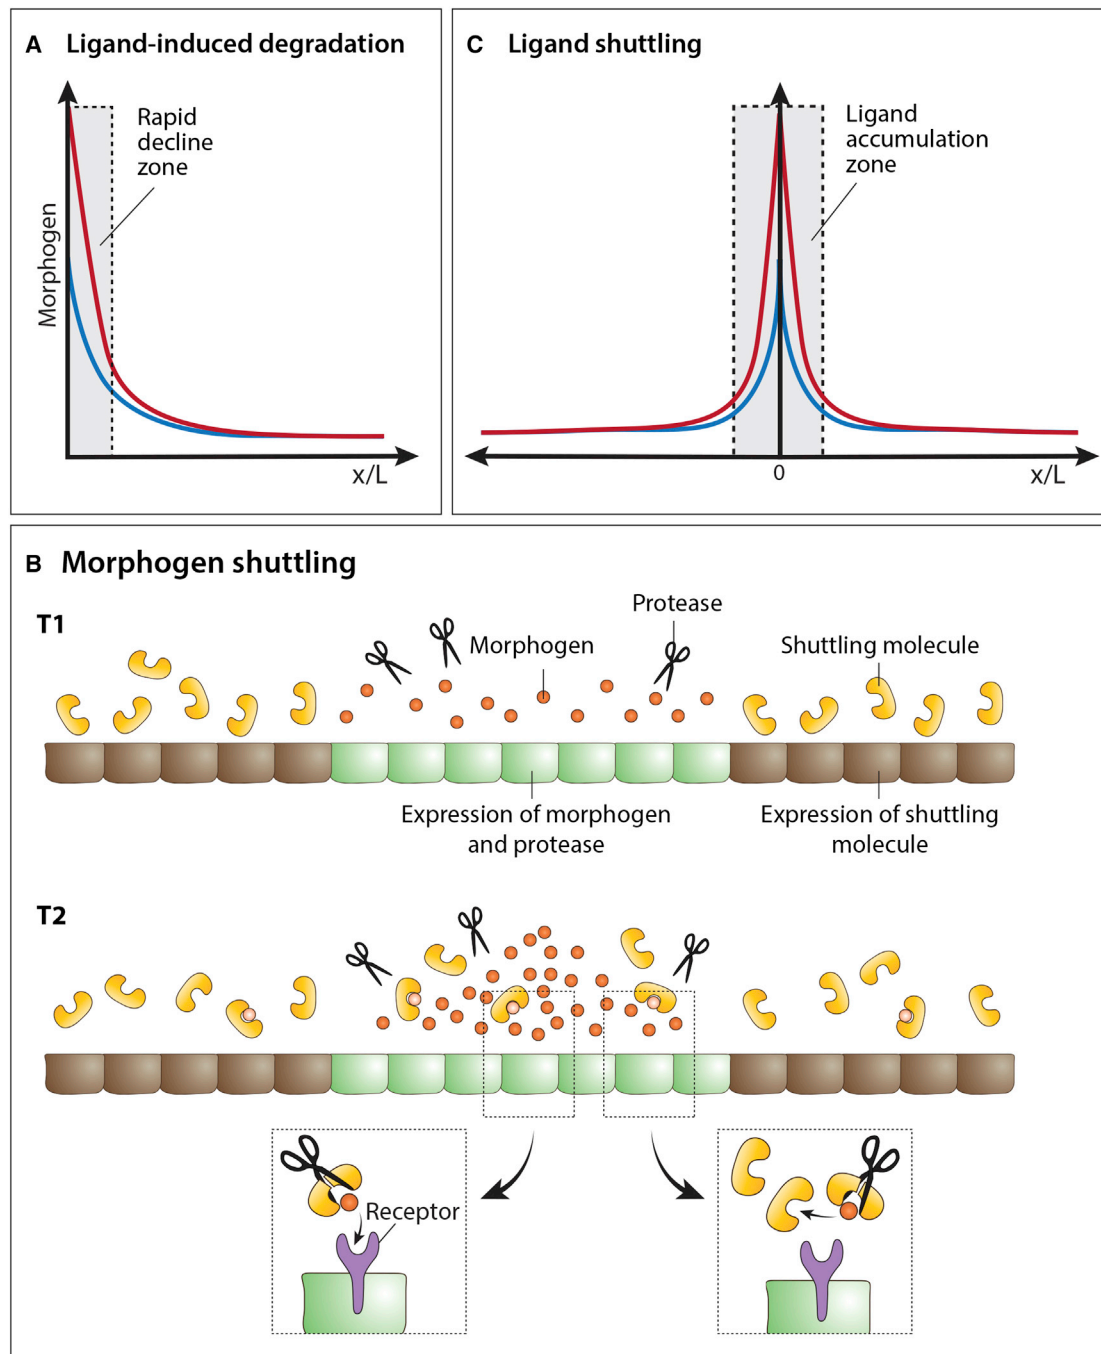 A Ligand-induced degradation
Rapid
decline
zone
Morphogen
x/L
C Ligand shuttling
Ligand
accumulation
zone
0
x/L
B Morphogen shuttling
T1
Protease
Morphogen
Shuttling molecule
Expression of morphogen
and protease
Expression of shuttling
molecule
T2
Receptor